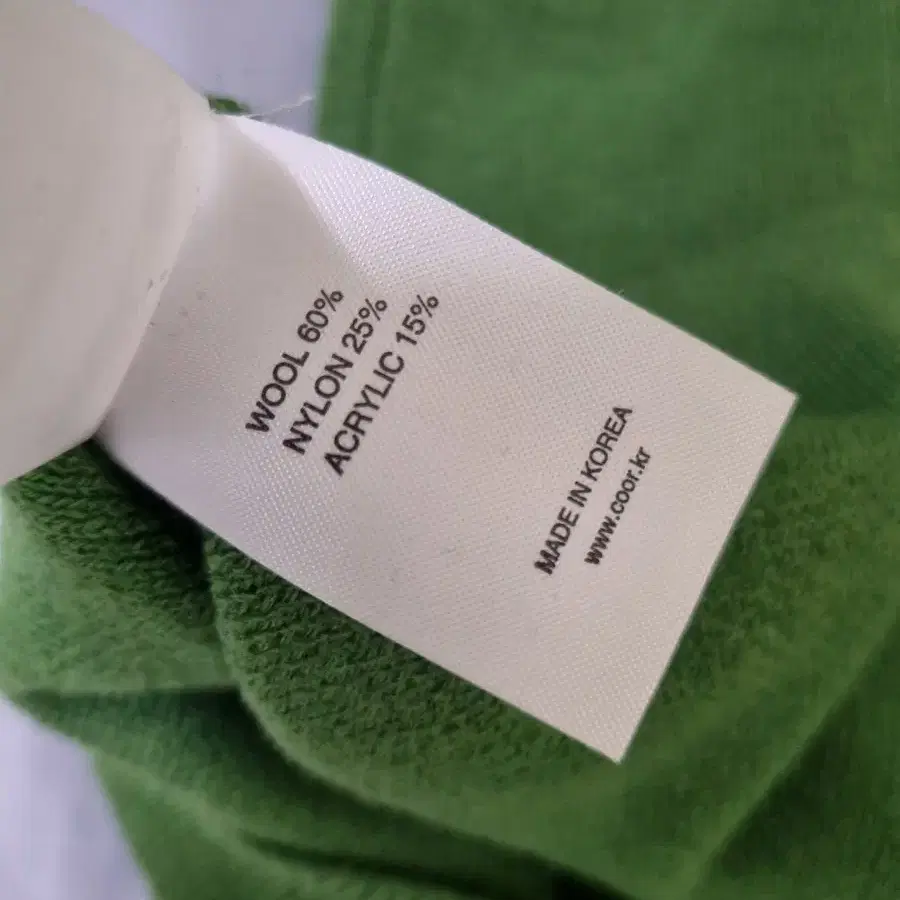 WOOL 60%
NYLON 25%
ACRYLIC 15%
MADE IN KOREA
www.coor.kr